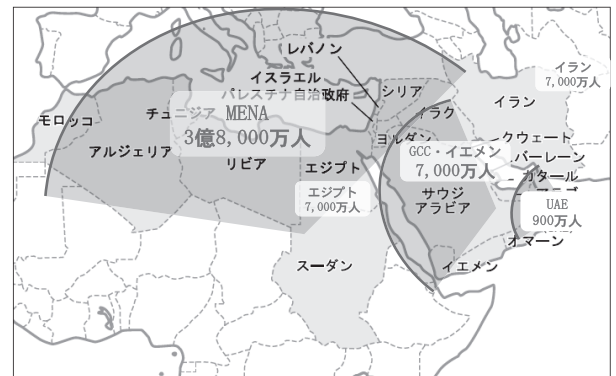 レバノン
イスラエル
パレスチナ自治政府
シリア
イラン
7,000万人
イラン
モロッコ
チュニジア
MENA
3億8,000万人
イラク
ヨルダン
クウェート
バーレーン
カタール
アルジェリア
リビア
エジプト
エジプト
7,000万人
GCC・イエメン
7,000万人
サウジ
アラビア
UAE
900万人
オマーン
イエメン
スーダン